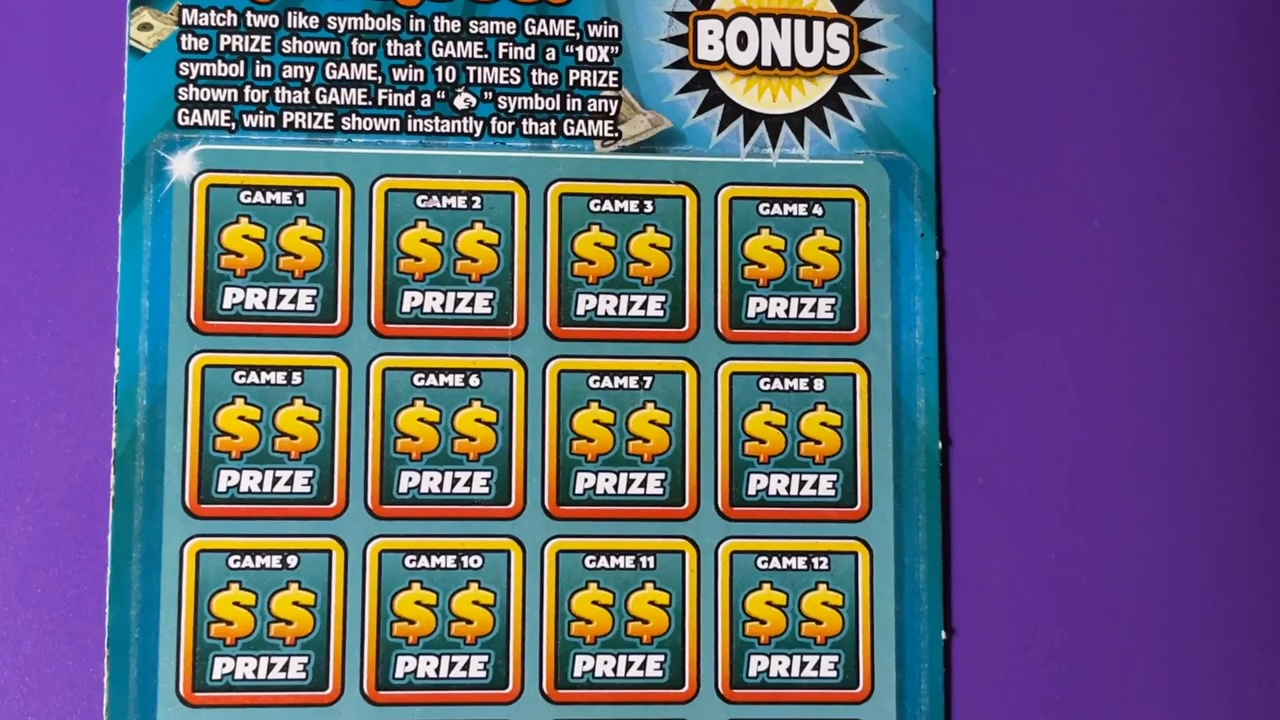 Match two like symbols in the same GAME, win
the PRIZE shown for that GAME. Find a “10X”
symbol in any GAME, win 10 TIMES the PRIZE
shown for that GAME. Find a “ ” symbol in any
GAME, win PRIZE shown instantly for that GAME.
BONUS
GAME 1 GAME 2 GAME 3 GAME 4
$$ $$ $$ $$
PRIZE PRIZE PRIZE PRIZE
GAME 5 GAME 6 GAME 7 GAME 8
$$ $$ $$ $$
PRIZE PRIZE PRIZE PRIZE
GAME 9 GAME 10 GAME 11 GAME 12
$$ $$ $$ $$
PRIZE PRIZE PRIZE PRIZE